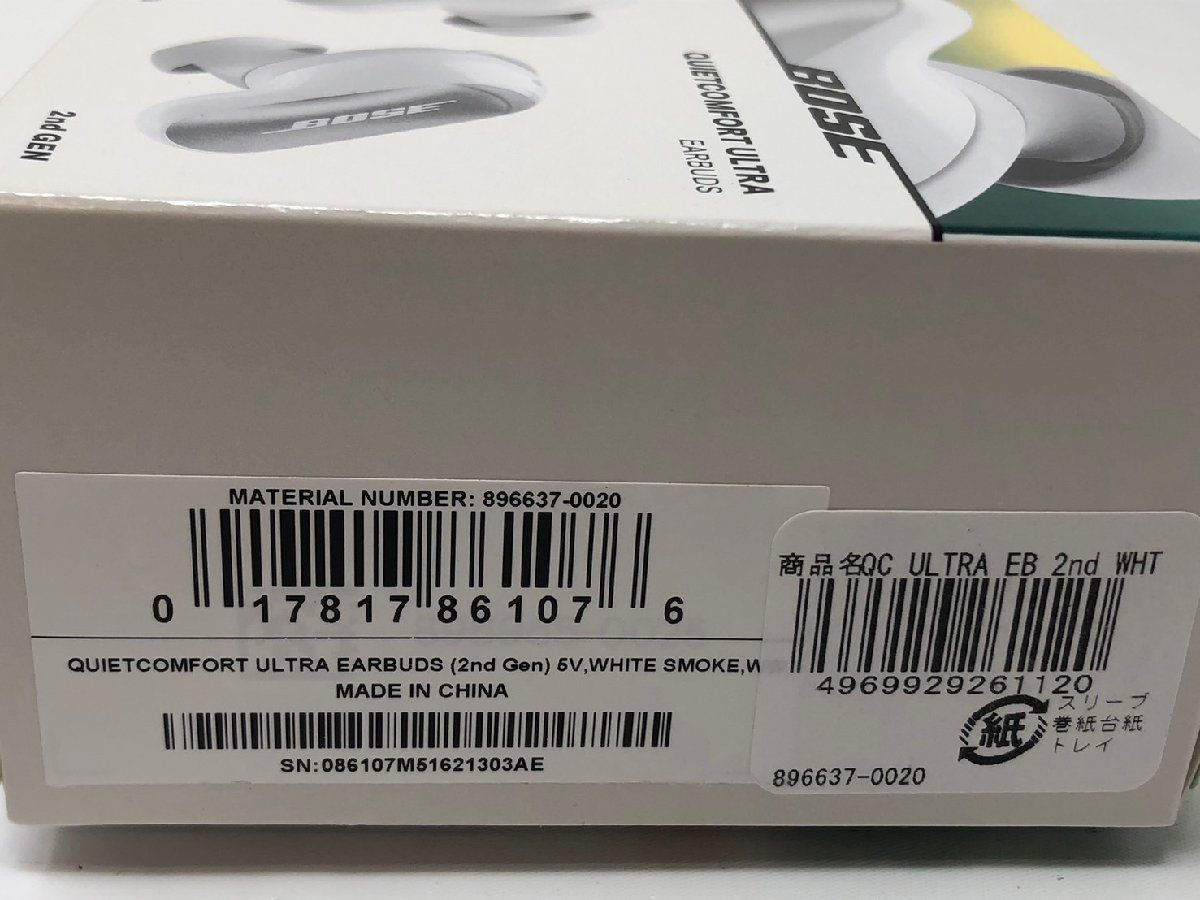 BOSE
2nd GEN
QUIETCOMFORT ULTRA
EARBUDS
BOSE
MATERIAL NUMBER: 896637-0020
0 17817 86107 6
QUIETCOMFORT ULTRA EARBUDS (2nd Gen) 5V,WHITE SMOKE,
MADE IN CHINA
SN:086107M51621303AE
商品名QC ULTRA EB 2nd WHT
4969929261120
紙
スリーブ
巻紙台紙
トレイ
896637-0020